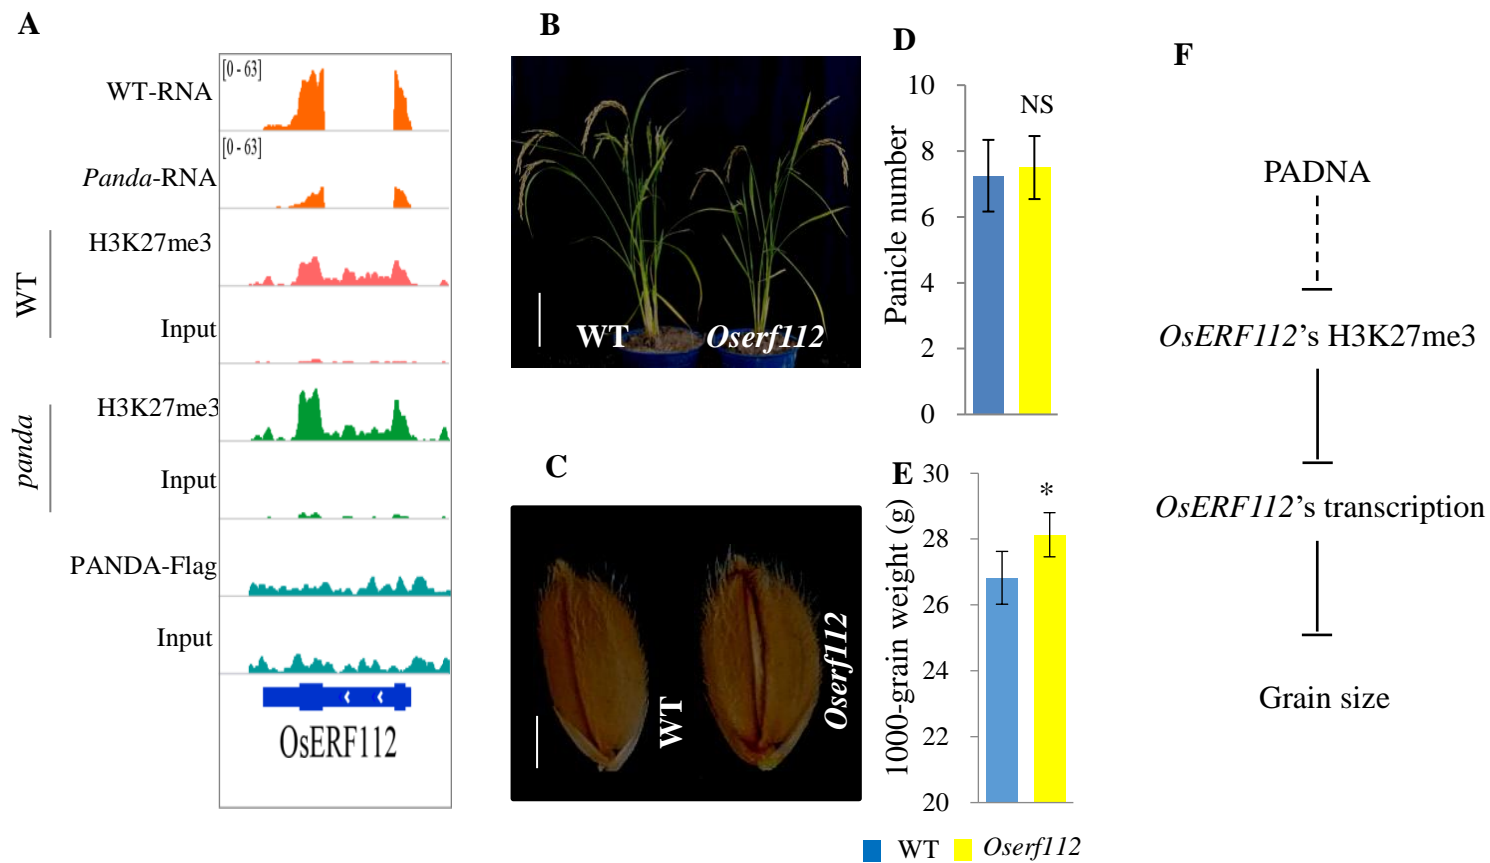 A
[0 - 63]
WT-RNA
[0 - 63]
Panda-RNA
WT
H3K27me3
Input
panda
H3K27me3
Input
PANDA-Flag
Input
OsERF112
B
WT
Oserf112
C
WT
Oserf112
D
Panicle number
10
8
6
4
2
0
NS
E
1000-grain weight (g)
30
28
26
24
22
20
*
WT
Oserf112
F
PADNA
OsERF112's H3K27me3
OsERF112's transcription
Grain size